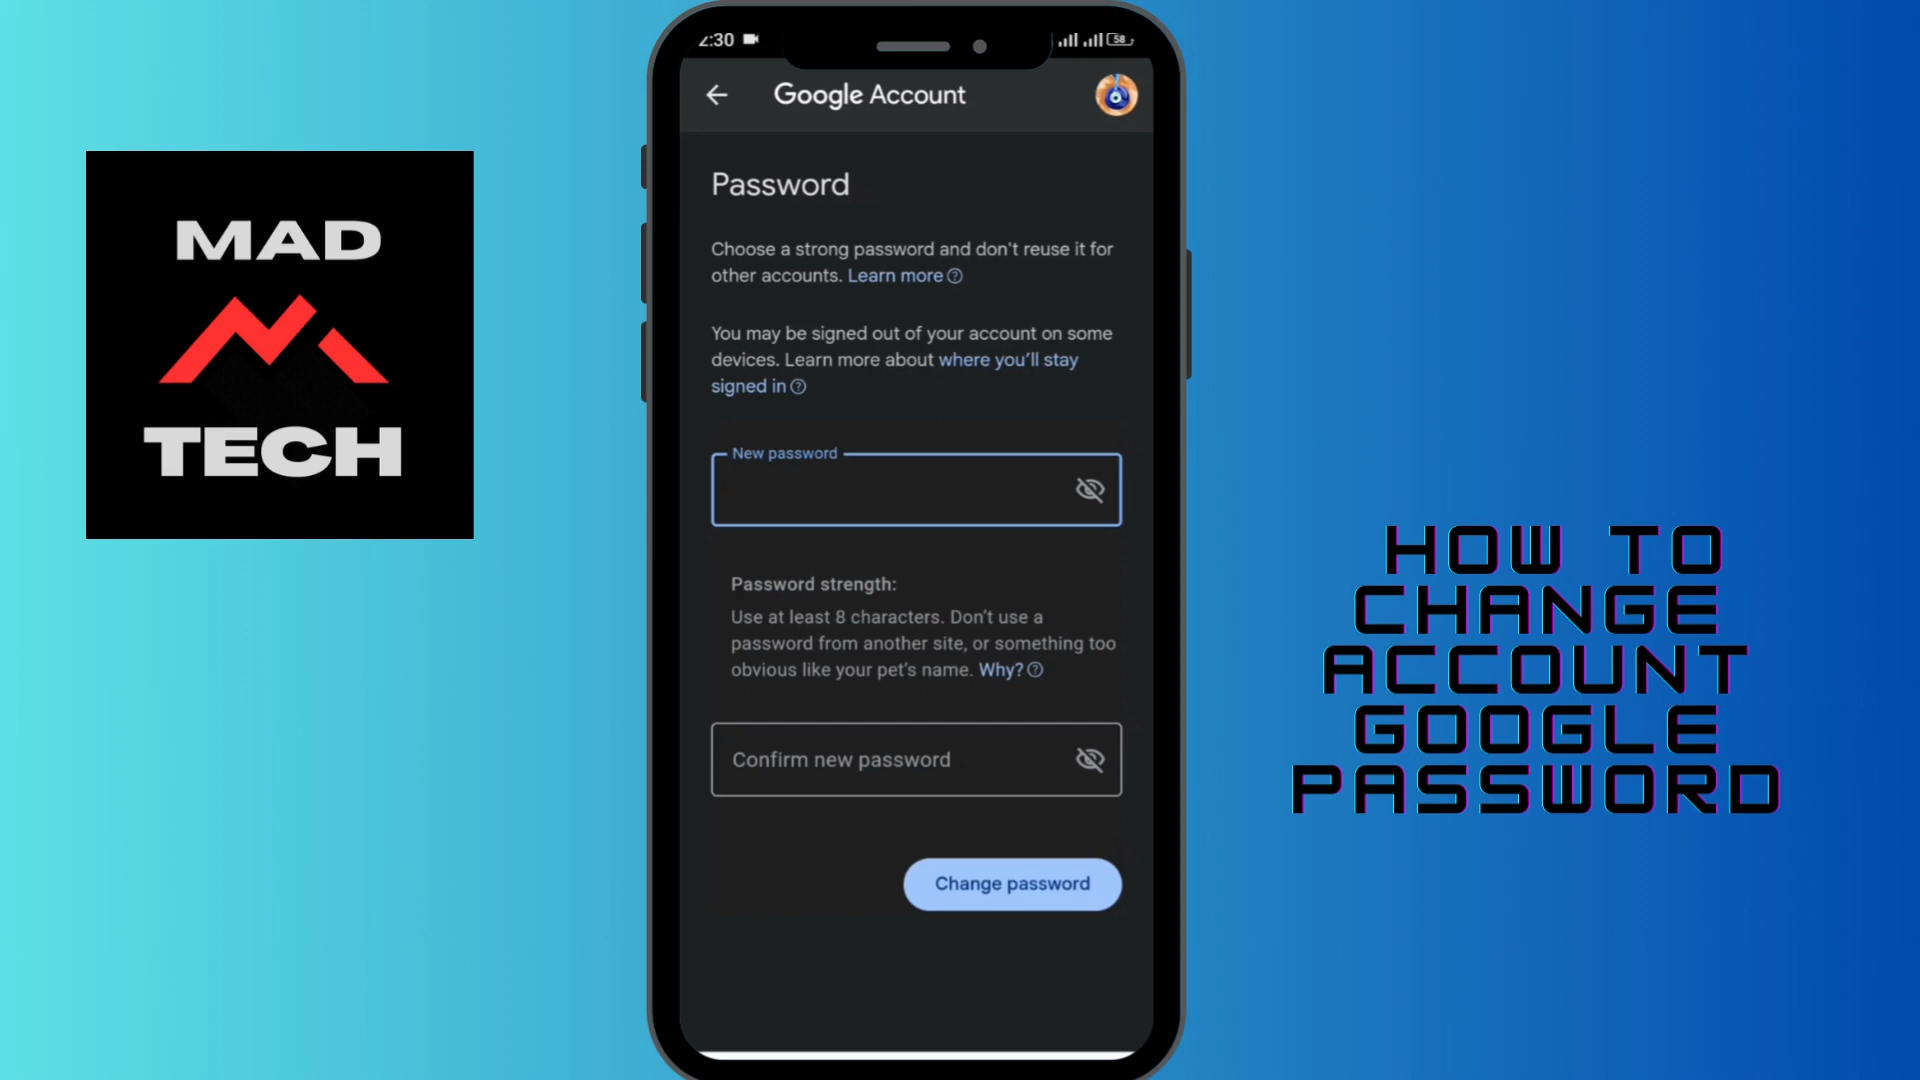 MAD
TECH
2:30
58
Google Account
Password
Choose a strong password and don't reuse it for
other accounts. Learn more
You may be signed out of your account on some
devices. Learn more about where you'll stay
signed in
New password
Password strength:
Use at least 8 characters. Don't use a
password from another site, or something too
obvious like your pet's name. Why?
Confirm new password
Change password
HOW TO
CHANGE
ACCOUNT
GOOGLE
PASSWORD